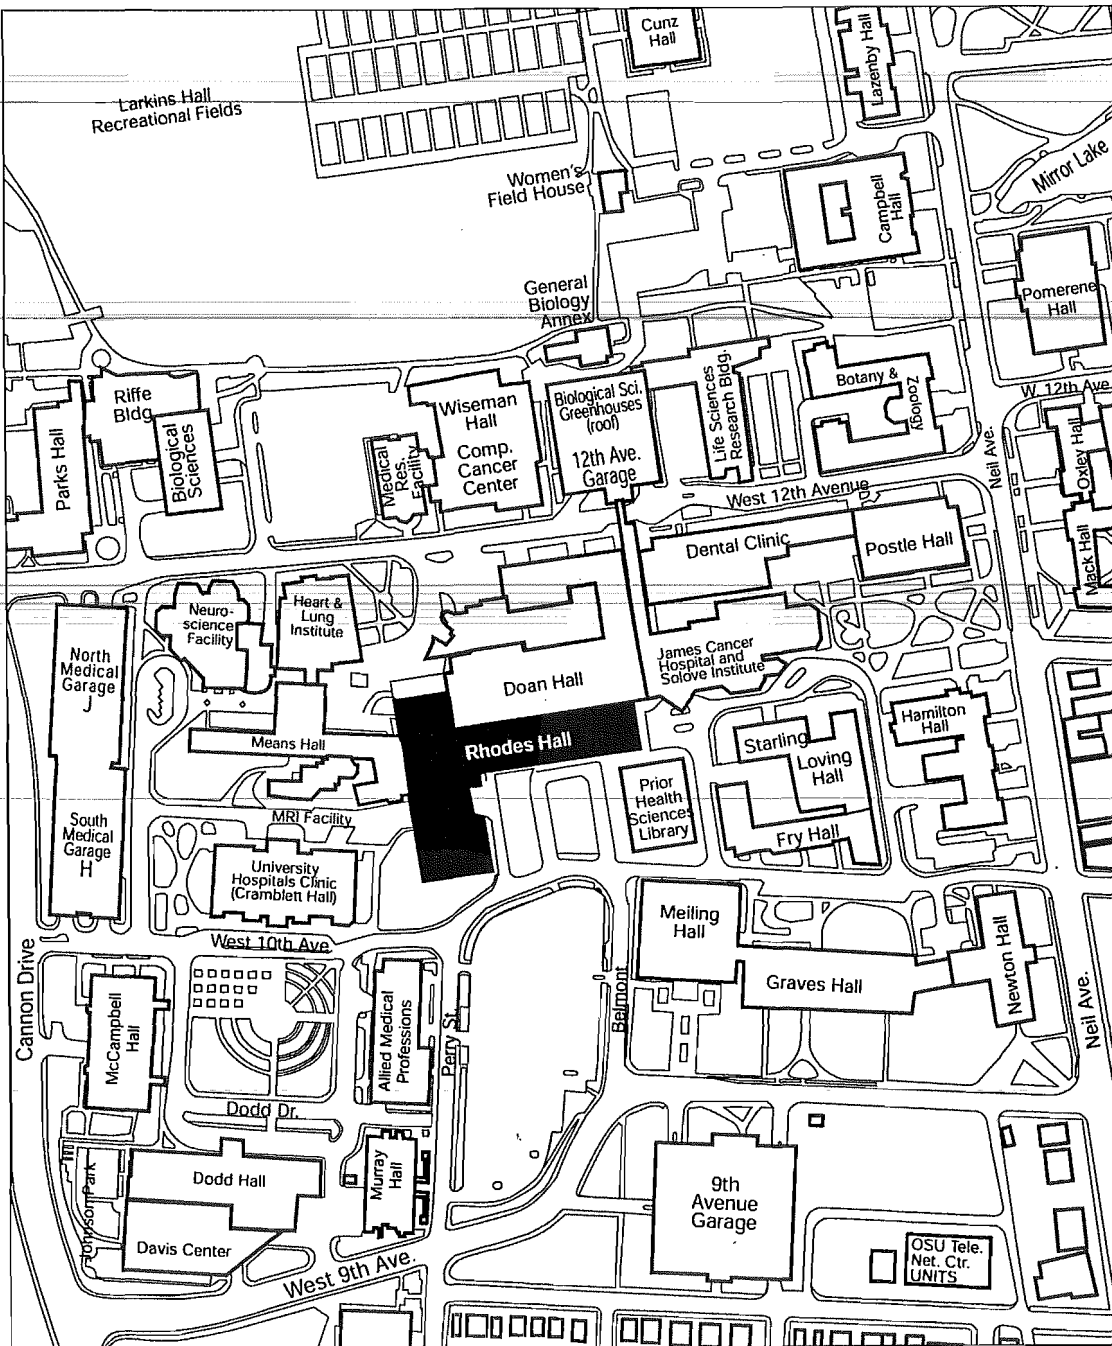 Cunz
Hall
Lazenby Hall
Larkins Hall
Recreational Fields
Mirror Lake
Women's
Field House
Campbell
Hall
General
Biology
Annex
Pomerene
Hall
Riffe
Bldg.
Wiseman
Hall
Comp.
Cancer
Center
Biological Sci.
Greenhouses
(roof)
12th Ave.
Garage
Life Sciences
Research Bldg.
Botany &
Zoology
W. 12th Ave.
Parks Hall
Biological
Sciences
Medical
Res.
Facility
Neil Ave.
Oxley Hall
West 12th Avenue
Dental Clinic
Postle Hall
Mack Hall
Neuro-
science
Facility
Heart &
Lung
Institute
North
Medical
Garage
J
James Cancer
Hospital and
Solove Institute
Doan Hall
Hamilton
Hall
Means Hall
Rhodes Hall
Starling
Loving
Hall
Prior
Health
Sciences
Library
MRI Facility
South
Medical
Garage
H
Fry Hall
University
Hospitals Clinic
(Cramblett Hall)
Meiling
Hall
West 10th Ave
Newton Hall
Cannon Drive
Graves Hall
Belmont
Neil Ave.
McCampbell
Hall
Allied Medical
Professions
Perry St.
Dodd Dr.
Dodd Hall
Murray
Hall
9th
Avenue
Garage
Johnson Park
Davis Center
West 9th Ave.
OSU Tele.
Net. Ctr.
UNITS